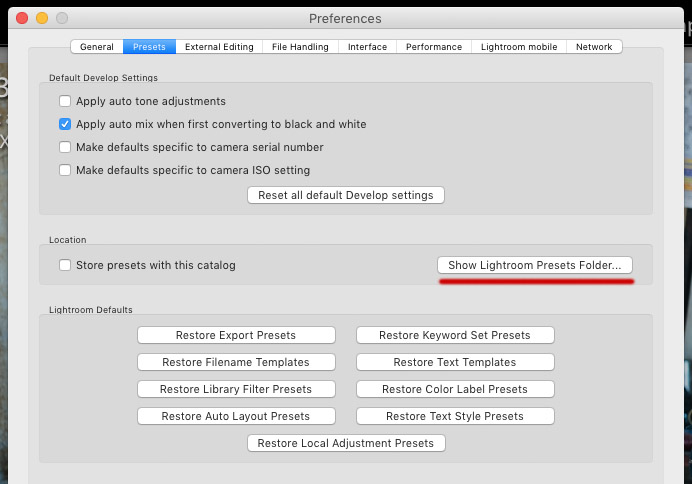 Preferences
General Presets External Editing File Handling Interface Performance Lightroom mobile Network
Default Develop Settings
Apply auto tone adjustments
Apply auto mix when first converting to black and white
Make defaults specific to camera serial number
Make defaults specific to camera ISO setting
Reset all default Develop settings
Location
Store presets with this catalog
Show Lightroom Presets Folder...
Lightroom Defaults
Restore Export Presets
Restore Keyword Set Presets
Restore Filename Templates
Restore Text Templates
Restore Library Filter Presets
Restore Color Label Presets
Restore Auto Layout Presets
Restore Text Style Presets
Restore Local Adjustment Presets